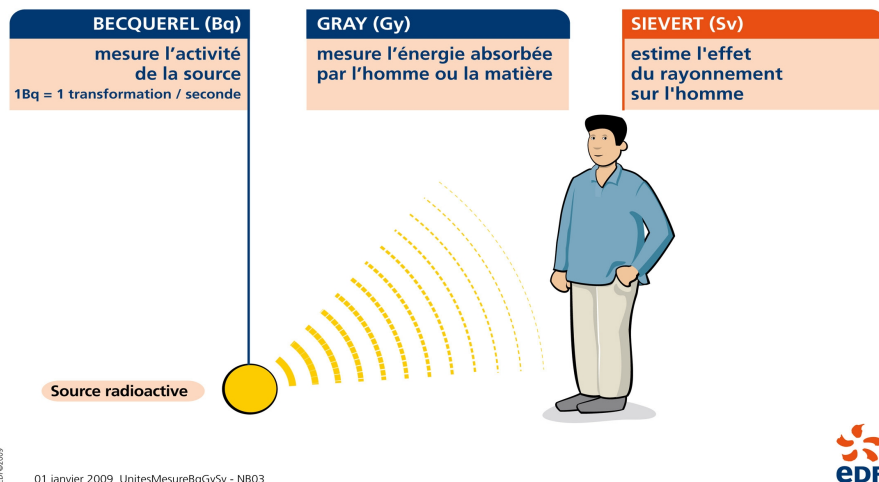 BECQUEREL (Bq)
mesure l’activité
de la source
1Bq = 1 transformation / seconde
GRAY (Gy)
mesure l’énergie absorbée
par l’homme ou la matière
SIEVERT (Sv)
estime l'effet
du rayonnement
sur l'homme
Source radioactive
01 janvier 2009 UnitesMesureBqGySv - NB03
eDF